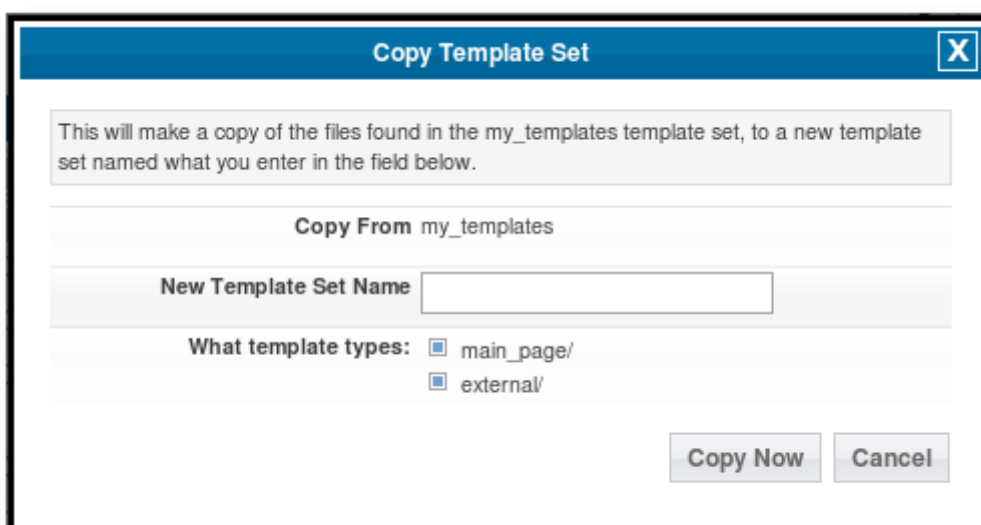 Copy Template Set
X
This will make a copy of the files found in the my_templates template set, to a new template
set named what you enter in the field below.
Copy From my_templates
New Template Set Name
What template types: main_page/
external/
Copy Now Cancel